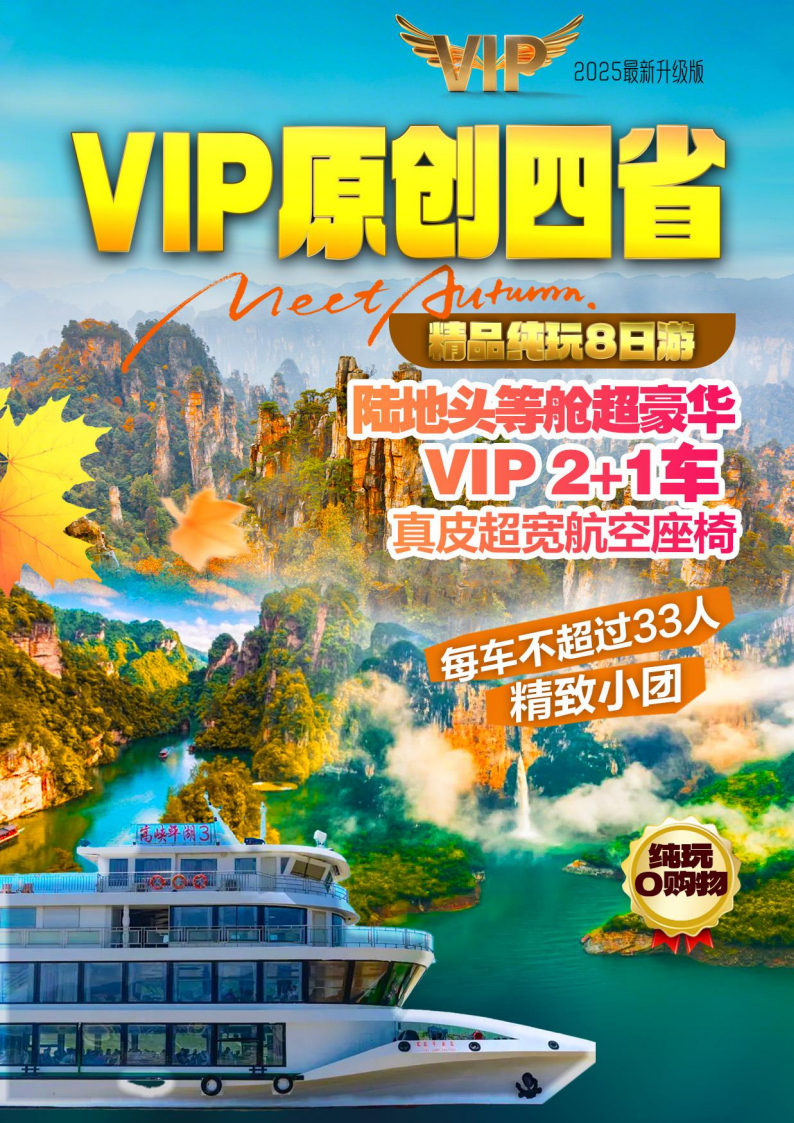 VIP
2025最新升级版
VIP原创四省
Meet Autumn.
精品纯玩8日游
陆地头等舱超豪华
VIP 2+1车
真皮超宽航空座椅
每车不超过33人
精致小团
高峡平湖3
纯玩
0购物